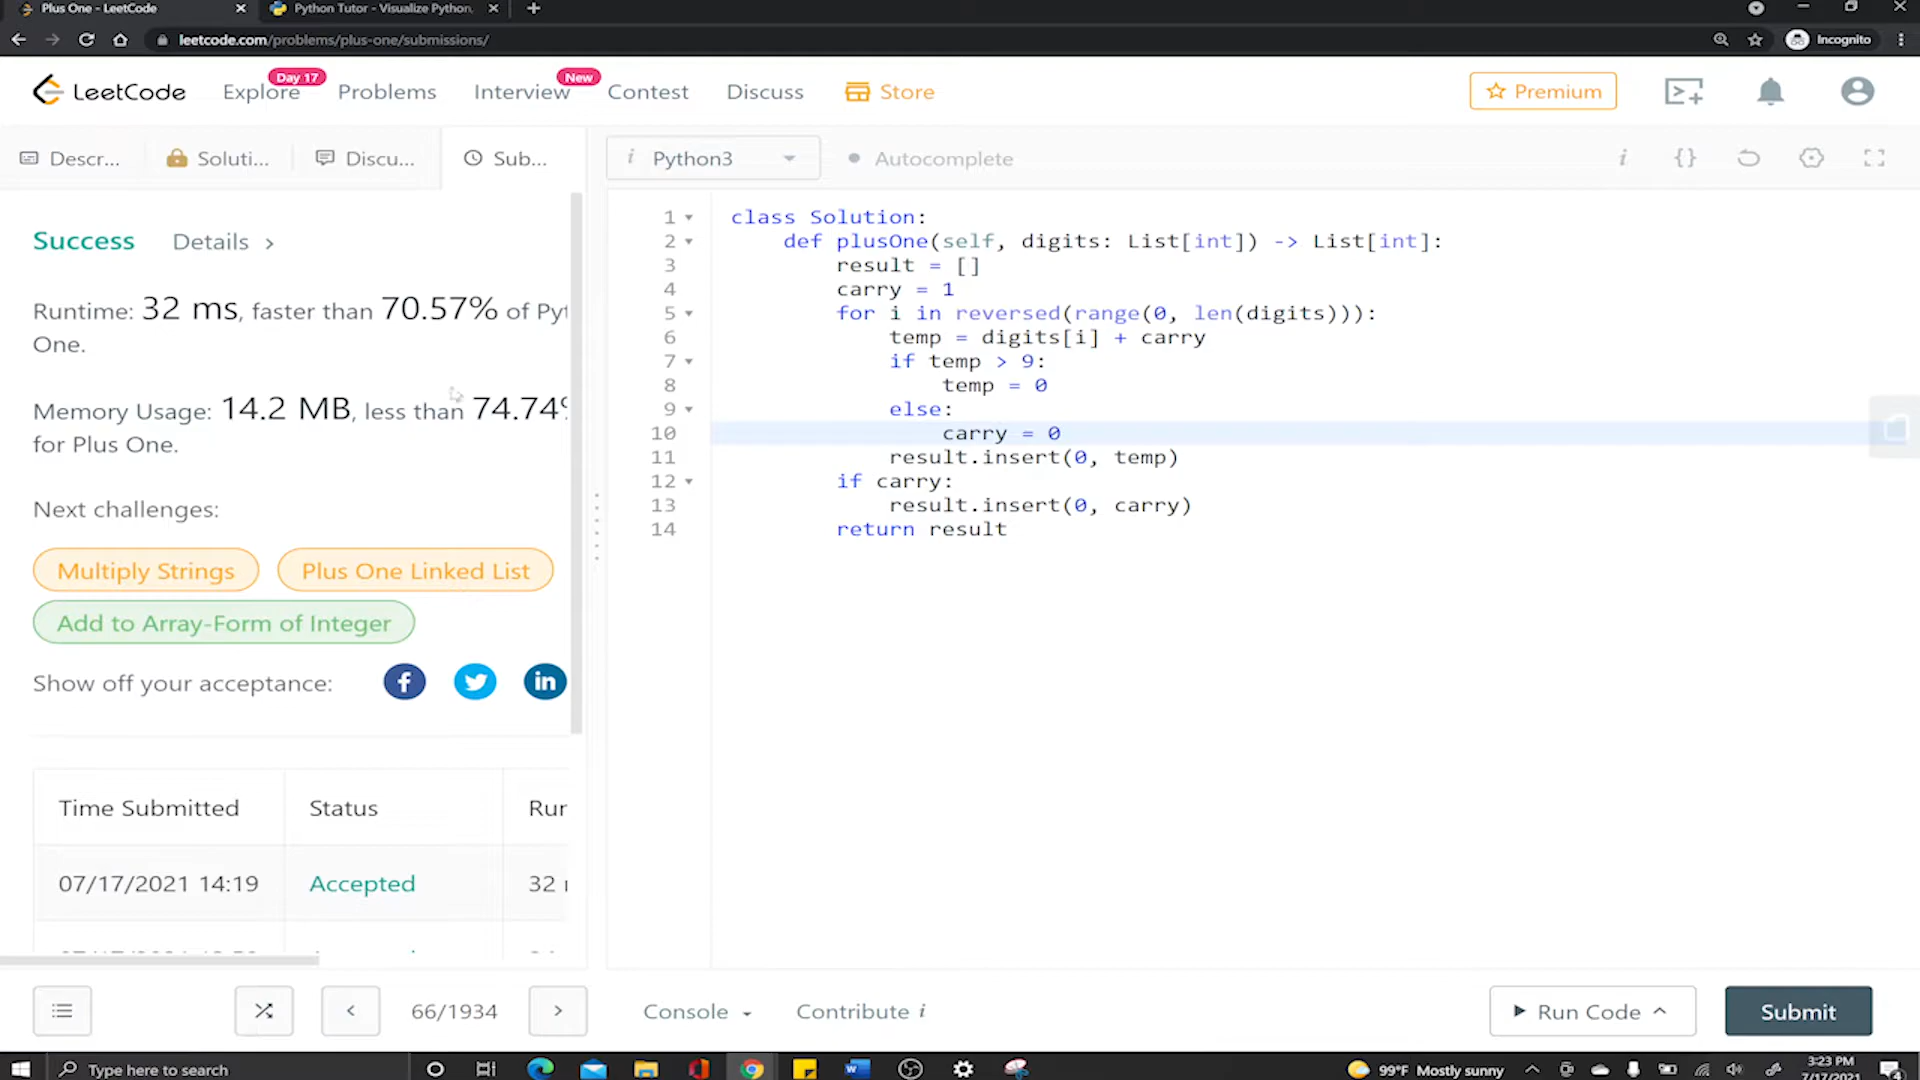 Plus One - LeetCode
Python Tutor - Visualize Python,
leetcode.com/problems/plus-one/submissions/
Incognito
LeetCode
Explore
Day 17
Problems
Interview
New
Contest
Discuss
Store
Premium
Descr...
Soluti...
Discu...
Sub...
i Python3
Autocomplete
i {}
Success
Details >
Runtime: 32 ms, faster than 70.57% of Pyt
One.
Memory Usage: 14.2 MB, less than 74.74%
for Plus One.
Next challenges:
Multiply Strings
Plus One Linked List
Add to Array-Form of Integer
Show off your acceptance:
f
in
Time Submitted
Status
Run
07/17/2021 14:19
Accepted
32
1 class Solution:
2 def plusOne(self, digits: List[int]) -> List[int]:
3 result = []
4 carry = 1
5 for i in reversed(range(0, len(digits))):
6 temp = digits[i] + carry
7 if temp > 9:
8 temp = 0
9 else:
10 carry = 0
11 result.insert(0, temp)
12 if carry:
13 result.insert(0, carry)
14 return result
66/1934
Console
Contribute i
Run Code
Submit
Type here to search
99°F Mostly sunny
3:23 PM
7/17/2021
4